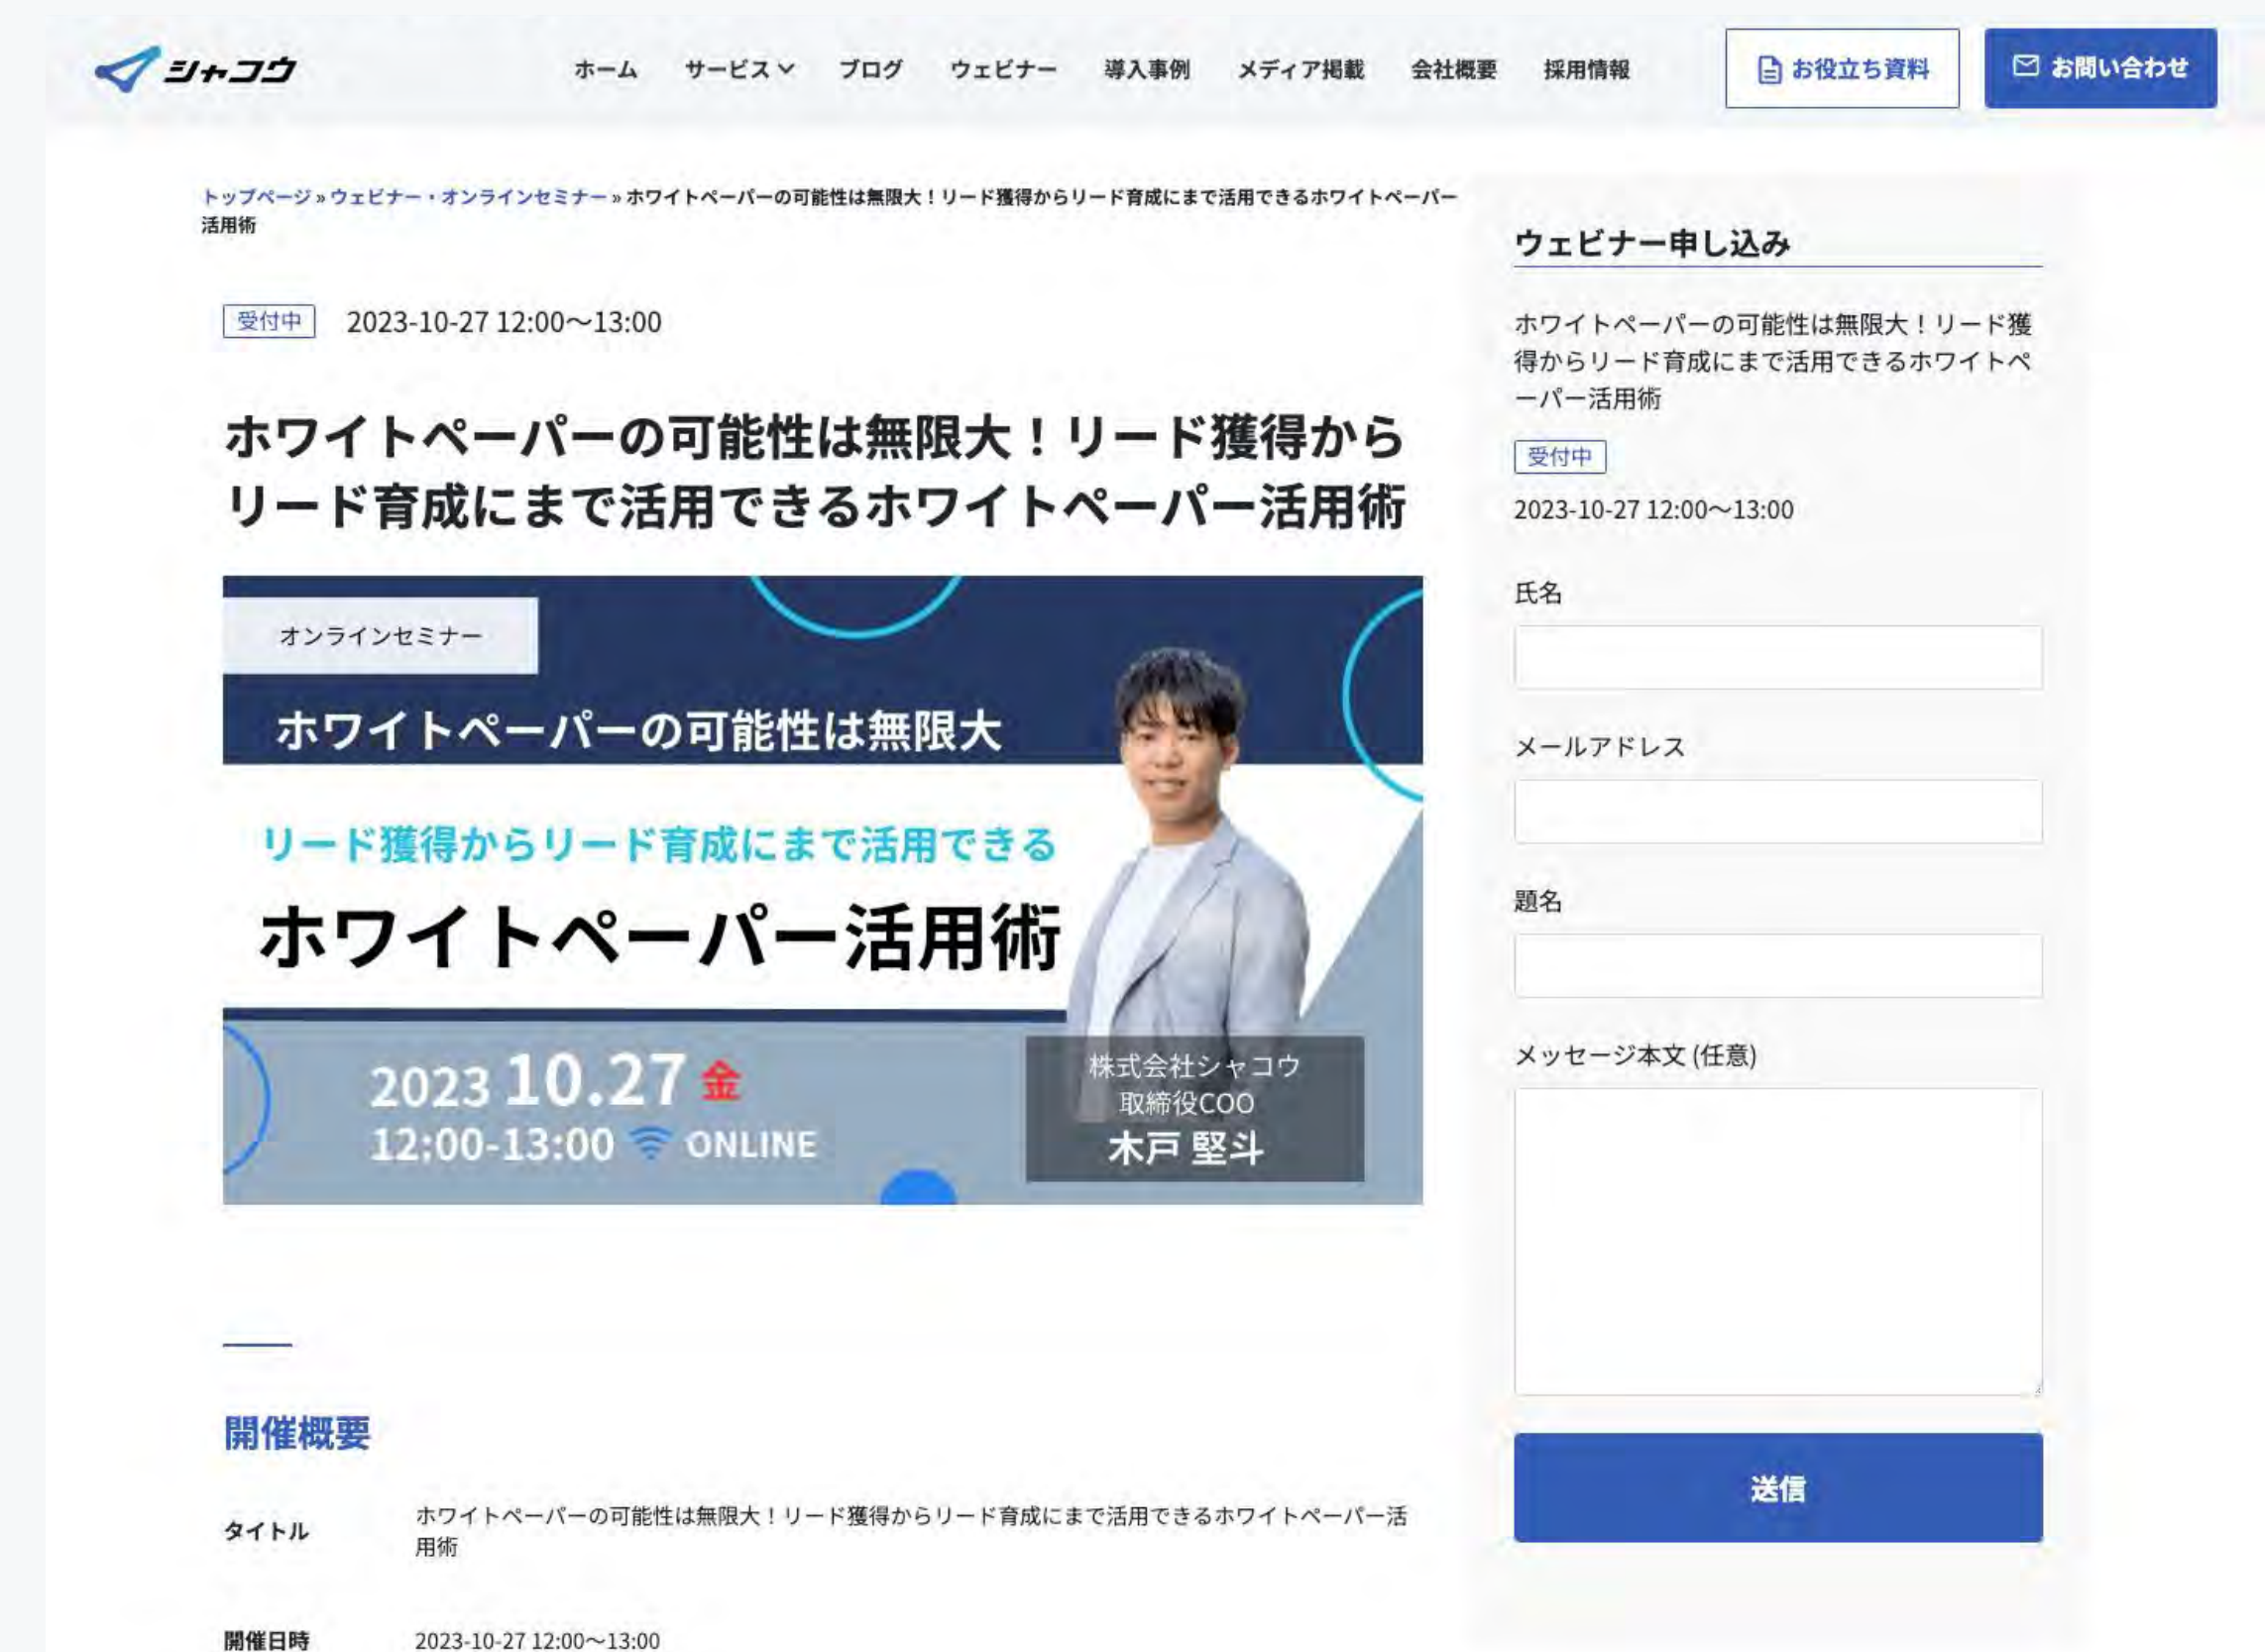 シャコウ
ホーム サービス ブログ ウェビナー 導入事例 メディア掲載 会社概要 採用情報 お役立ち資料 お問い合わせ
トップページ » ウェビナー・オンラインセミナー » ホワイトペーパーの可能性は無限大！リード獲得からリード育成にまで活用できるホワイトペーパー
活用術
受付中 2023-10-27 12:00〜13:00
ホワイトペーパーの可能性は無限大！リード獲得から
リード育成にまで活用できるホワイトペーパー活用術
オンラインセミナー
ホワイトペーパーの可能性は無限大
リード獲得からリード育成にまで活用できる
ホワイトペーパー活用術
2023 10.27 金
12:00-13:00 ONLINE
株式会社シャコウ
取締役COO
木戸 堅斗
開催概要
タイトル
ホワイトペーパーの可能性は無限大！リード獲得からリード育成にまで活用できるホワイトペーパー活
用術
開催日時 2023-10-27 12:00〜13:00
ウェビナー申し込み
ホワイトペーパーの可能性は無限大！リード獲
得からリード育成にまで活用できるホワイトペ
ーパー活用術
受付中
2023-10-27 12:00〜13:00
氏名
メールアドレス
題名
メッセージ本文 (任意)
送信